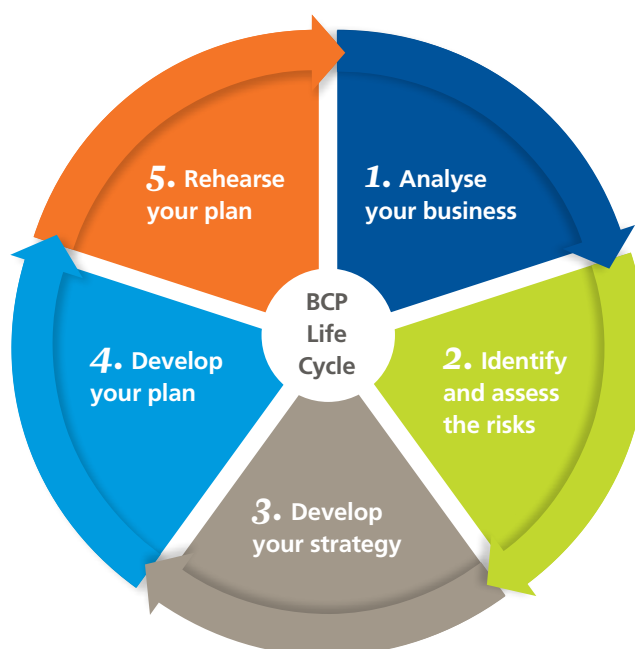 BCP
Life
Cycle
1. Analyse
your business
2. Identify
and assess
the risks
3. Develop
your strategy
4. Develop
your plan
5. Rehearse
your plan